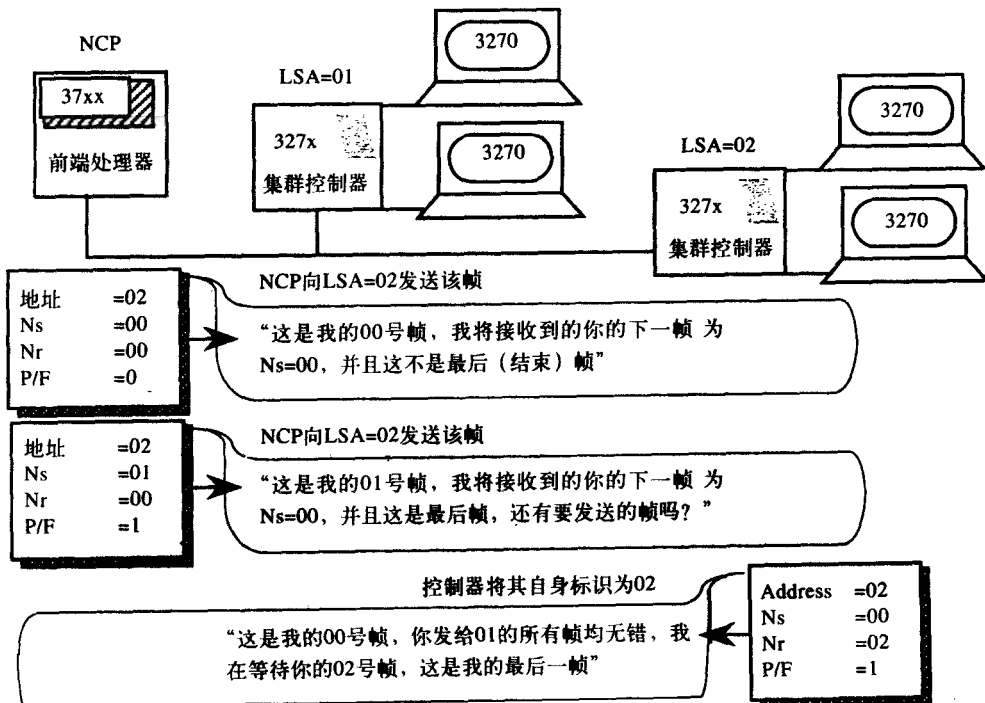 NCP
37xx
前端处理器
LSA=01
327x
集群控制器
3270
3270
LSA=02
327x
集群控制器
3270
3270
NCP向LSA=02发送该帧
地址 =02
Ns =00
Nr =00
P/F =0
“这是我的00号帧，我将接收到的你的下一帧 为
Ns=00，并且这不是最后（结束）帧”
NCP向LSA=02发送该帧
地址 =02
Ns =01
Nr =00
P/F =1
“这是我的01号帧，我将接收到的你的下一帧 为
Ns=00，并且这是最后帧，还有要发送的帧吗？”
控制器将其自身标识为02
Address =02
Ns =00
Nr =02
P/F =1
“这是我的00号帧，你发给01的所有帧均无错，我
在等待你的02号帧，这是我的最后一帧”